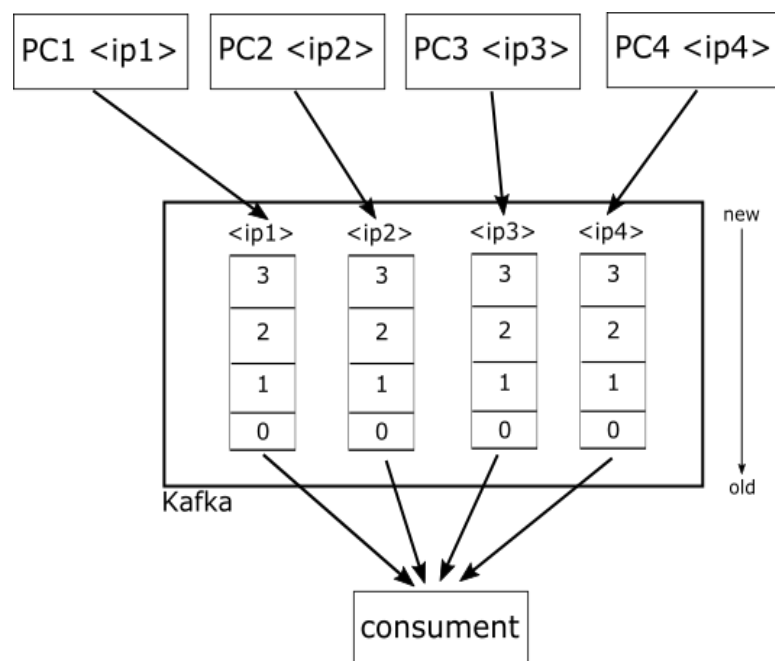 PC1 <ip1>
PC2 <ip2>
PC3 <ip3>
PC4 <ip4>
new
<ip1>
<ip2>
<ip3>
<ip4>
3
3
3
3
2
2
2
2
1
1
1
1
0
0
0
0
old
Kafka
consument